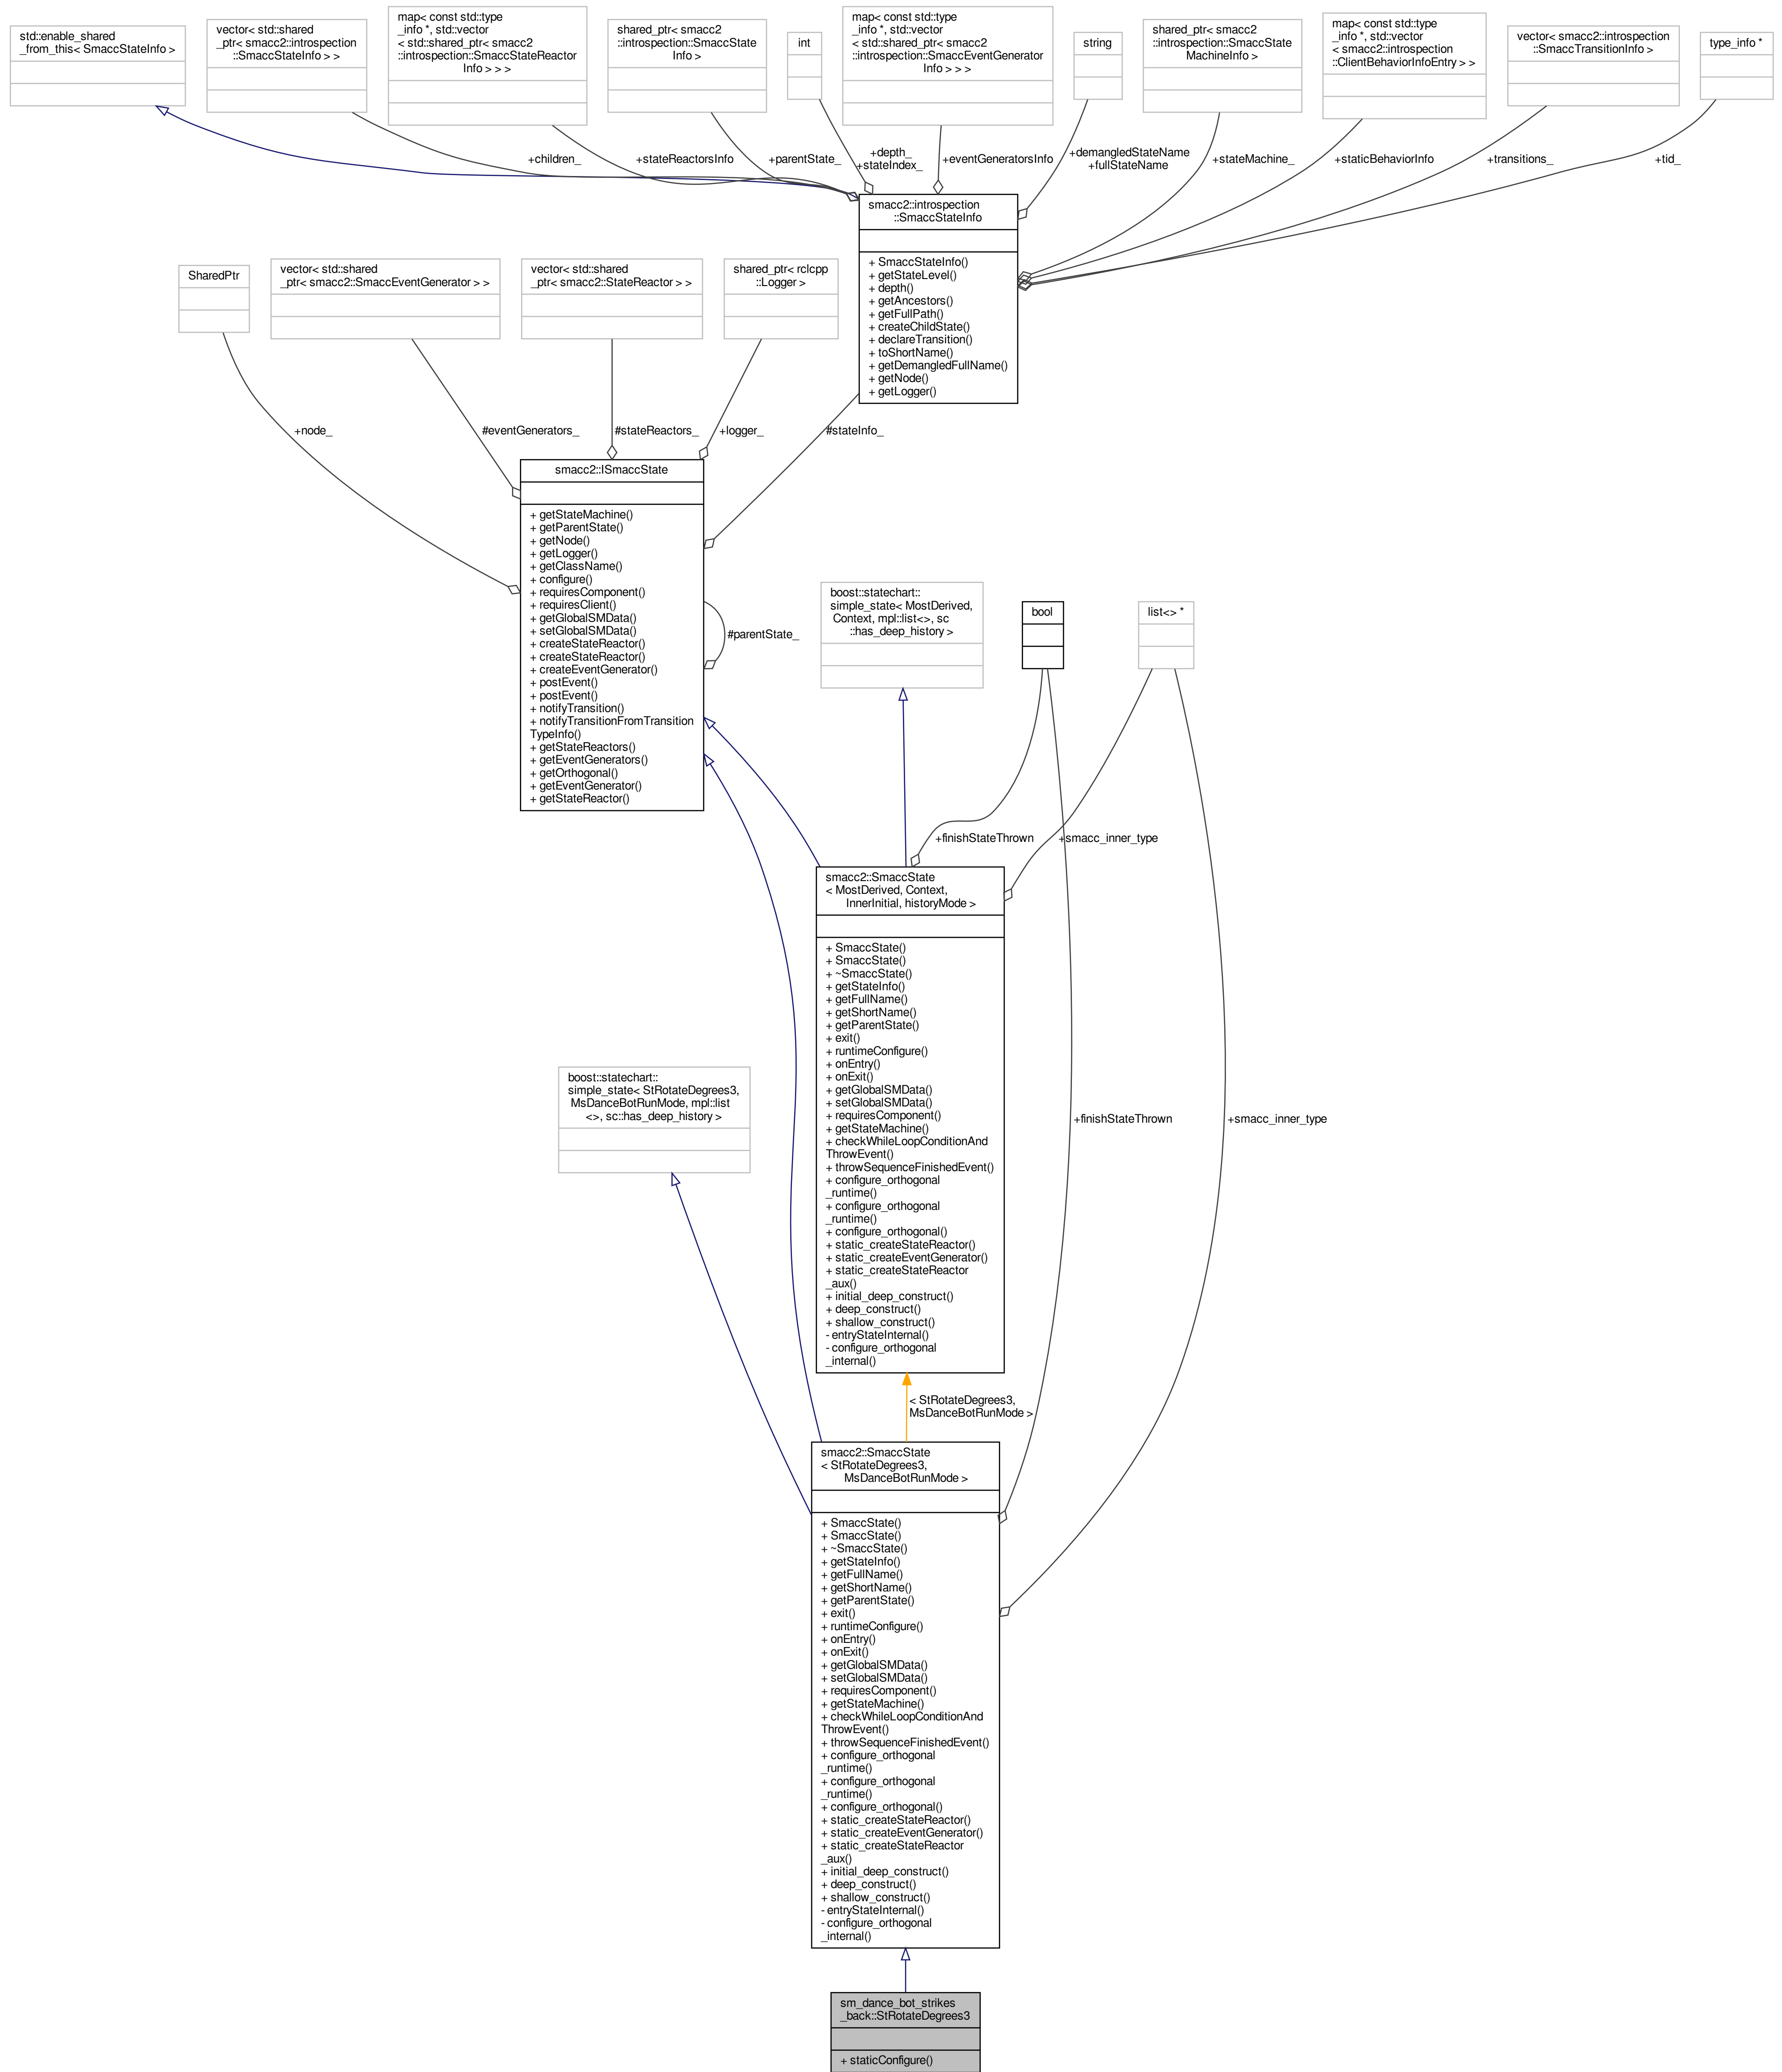 std::enable_shared
_from_this< SmaccStateInfo >
vector< std::shared
_ptr< smacc2::introspection
::SmaccStateInfo > >
map< const std::type
_info *, std::vector
< std::shared_ptr< smacc2
::introspection::SmaccStateReactor
Info > > >
shared_ptr< smacc2
::introspection::SmaccState
Info >
int
map< const std::type
_info *, std::vector
< std::shared_ptr< smacc2
::introspection::SmaccEventGenerator
Info > > >
string
shared_ptr< smacc2
::introspection::SmaccState
MachineInfo >
map< const std::type
_info *, std::vector
< smacc2::introspection
::ClientBehaviorInfoEntry > >
vector< smacc2::introspection
::SmaccTransitionInfo >
type_info *
+children_
+stateReactorsInfo
+parentState_
+depth_
+stateIndex_
+eventGeneratorsInfo
+demangledStateName
+fullStateName
+stateMachine_
+staticBehaviorInfo
+transitions_
+tid_
smacc2::introspection
::SmaccStateInfo
+ SmaccStateInfo()
+ getStateLevel()
+ depth()
+ getAncestors()
+ getFullPath()
+ createChildState()
+ declareTransition()
+ toShortName()
+ getDemangledFullName()
+ getNode()
+ getLogger()
SharedPtr
vector< std::shared
_ptr< smacc2::SmaccEventGenerator > >
vector< std::shared
_ptr< smacc2::StateReactor > >
shared_ptr< rclcpp
::Logger >
+node_
#eventGenerators_
#stateReactors_
+logger_
#stateInfo_
smacc2::ISmaccState
+ getStateMachine()
+ getParentState()
+ getNode()
+ getLogger()
+ getClassName()
+ configure()
+ requiresComponent()
+ requiresClient()
+ getGlobalSMData()
+ setGlobalSMData()
+ createStateReactor()
+ createStateReactor()
+ createEventGenerator()
+ postEvent()
+ postEvent()
+ notifyTransition()
+ notifyTransitionFromTransition
TypeInfo()
+ getStateReactors()
+ getEventGenerators()
+ getOrthogonal()
+ getEventGenerator()
+ getStateReactor()
#parentState_
boost::statechart::
simple_state< MostDerived,
Context, mpl::list<>, sc
::has_deep_history >
bool
list<> *
+finishStateThrown
+smacc_inner_type
smacc2::SmaccState
< MostDerived, Context,
InnerInitial, historyMode >
+ SmaccState()
+ SmaccState()
+ ~SmaccState()
+ getStateInfo()
+ getFullName()
+ getShortName()
+ getParentState()
+ exit()
+ runtimeConfigure()
+ onEntry()
+ onExit()
+ getGlobalSMData()
+ setGlobalSMData()
+ requiresComponent()
+ getStateMachine()
+ checkWhileLoopConditionAnd
ThrowEvent()
+ throwSequenceFinishedEvent()
+ configure_orthogonal
_runtime()
+ configure_orthogonal
_runtime()
+ configure_orthogonal()
+ static_createStateReactor()
+ static_createEventGenerator()
+ static_createStateReactor
_aux()
+ initial_deep_construct()
+ deep_construct()
+ shallow_construct()
- entryStateInternal()
- configure_orthogonal
_internal()
boost::statechart::
simple_state< StRotateDegrees3,
MsDanceBotRunMode, mpl::list
<>, sc::has_deep_history >
+finishStateThrown
+smacc_inner_type
< StRotateDegrees3,
MsDanceBotRunMode >
smacc2::SmaccState
< StRotateDegrees3,
MsDanceBotRunMode >
+ SmaccState()
+ SmaccState()
+ ~SmaccState()
+ getStateInfo()
+ getFullName()
+ getShortName()
+ getParentState()
+ exit()
+ runtimeConfigure()
+ onEntry()
+ onExit()
+ getGlobalSMData()
+ setGlobalSMData()
+ requiresComponent()
+ getStateMachine()
+ checkWhileLoopConditionAnd
ThrowEvent()
+ throwSequenceFinishedEvent()
+ configure_orthogonal
_runtime()
+ configure_orthogonal
_runtime()
+ configure_orthogonal()
+ static_createStateReactor()
+ static_createEventGenerator()
+ static_createStateReactor
_aux()
+ initial_deep_construct()
+ deep_construct()
+ shallow_construct()
- entryStateInternal()
- configure_orthogonal
_internal()
sm_dance_bot_strikes
_back::StRotateDegrees3
+ staticConfigure()